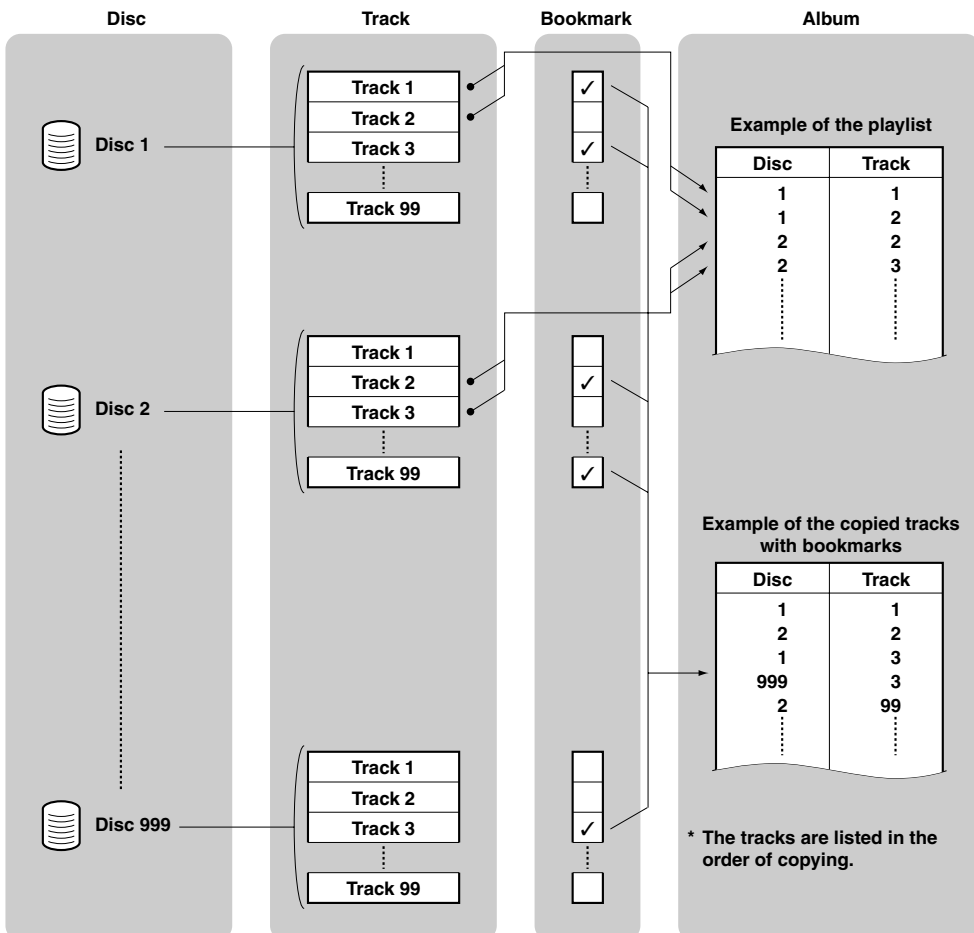 Disc Track Bookmark Album
Disc 1
Track 1
Track 2
Track 3
Track 99
✓
✓
Example of the playlist
Disc Track
1 1
1 2
2 2
2 3
Disc 2
Track 1
Track 2
Track 3
Track 99
✓
✓
Example of the copied tracks
with bookmarks
Disc Track
1 1
2 2
1 3
999 3
2 99
Disc 999
Track 1
Track 2
Track 3
Track 99
✓
* The tracks are listed in the
order of copying.